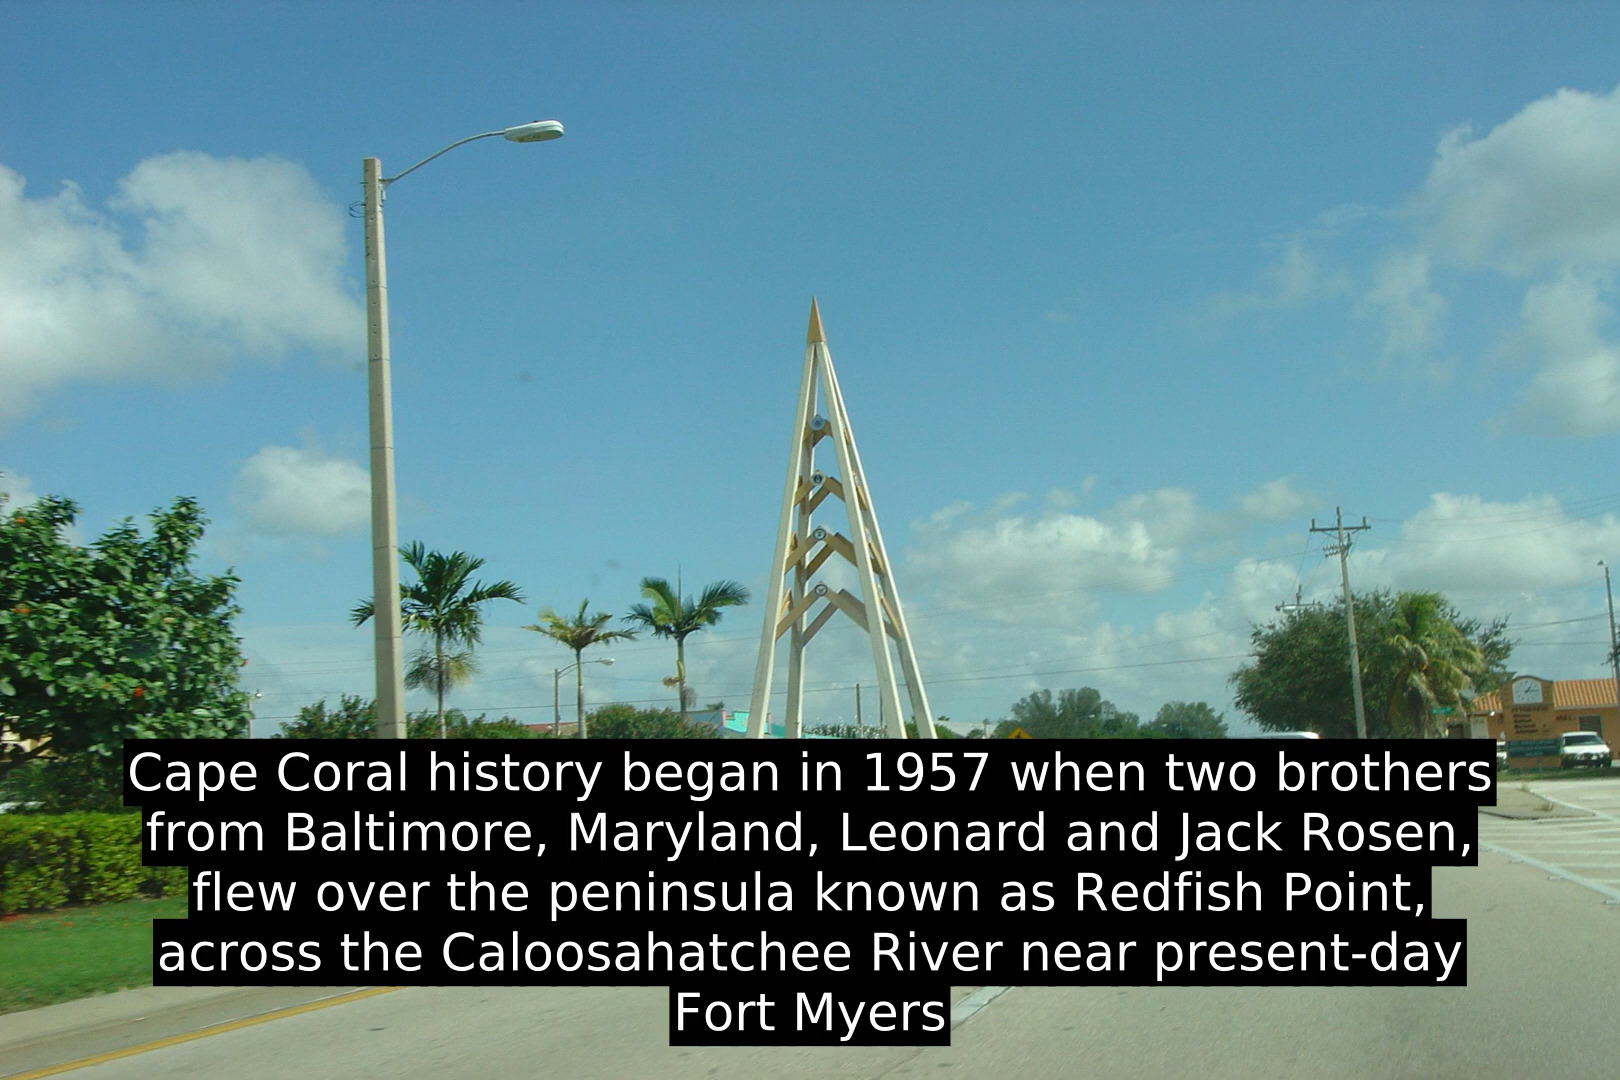 Cape Coral history began in 1957 when two brothers
from Baltimore, Maryland, Leonard and Jack Rosen,
flew over the peninsula known as Redfish Point,
across the Caloosahatchee River near present-day
Fort Myers